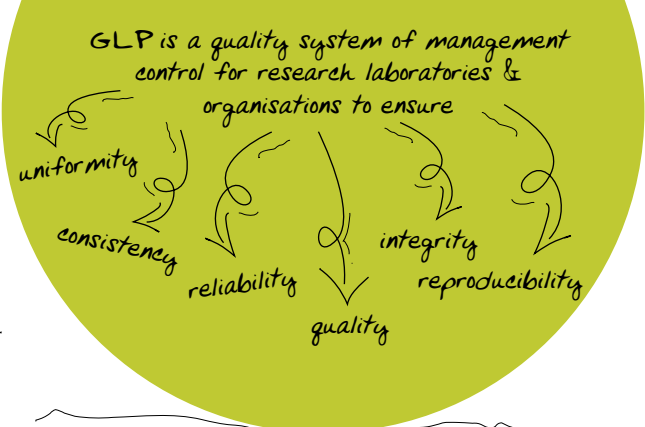 GLP is a quality system of management
control for research laboratories &
organisations to ensure
uniformity
consistency
reliability
quality
integrity
reproducibility